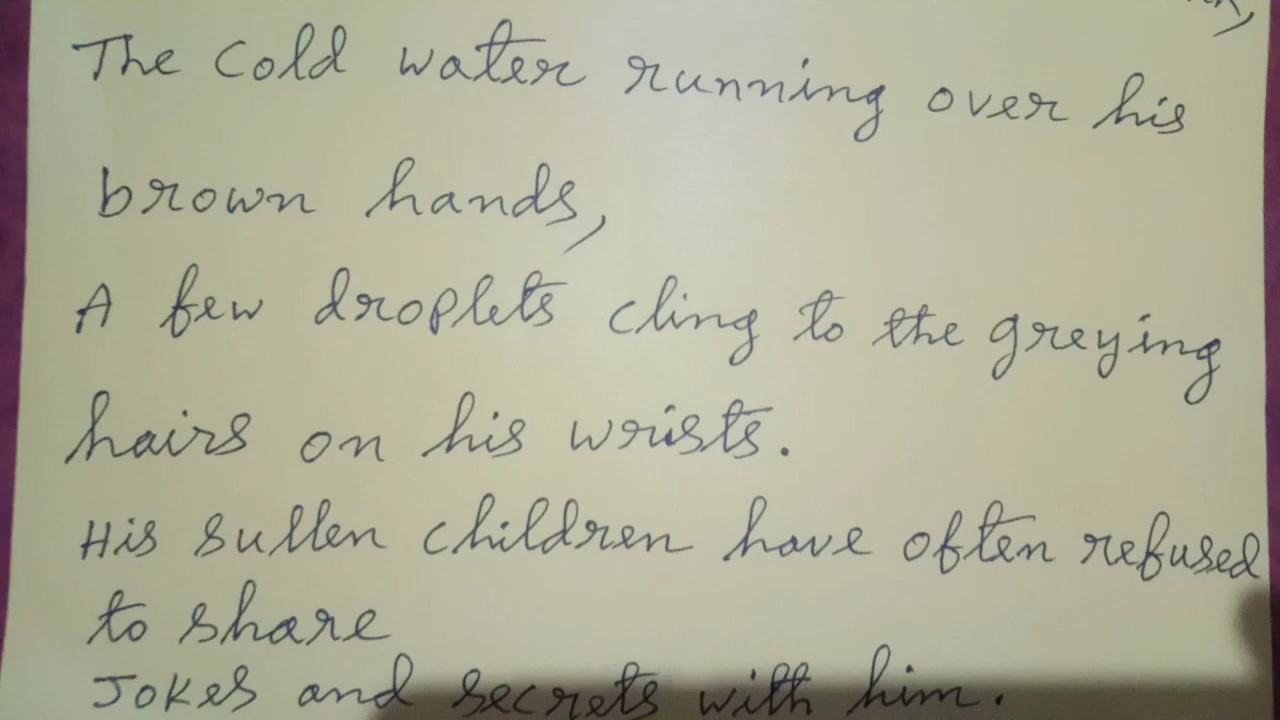 The cold water running over his
brown hands,
A few droplets cling to the greying
hairs on his wrists.
His sullen children have often refused
to share
Jokes and secrets with him.